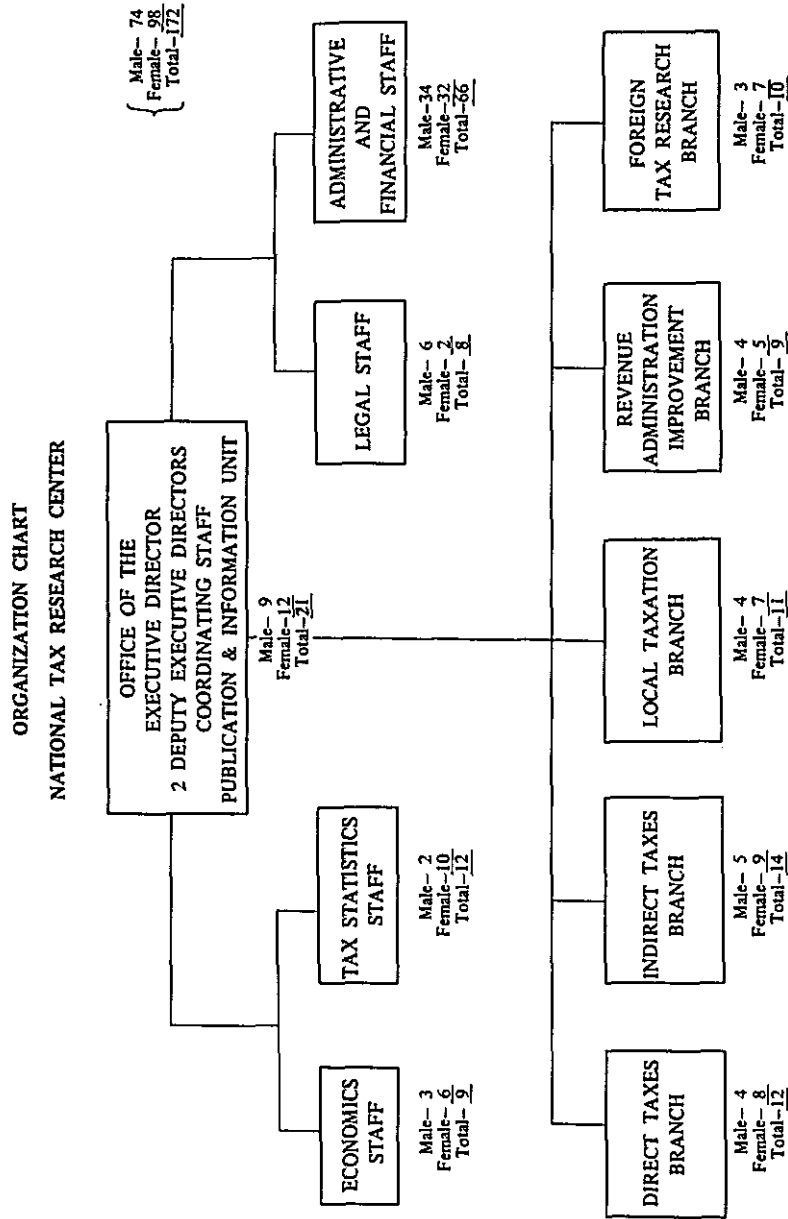 ORGANIZATION CHART
NATIONAL TAX RESEARCH CENTER
Male- 74
Female- 98
Total-172
OFFICE OF THE
EXECUTIVE DIRECTOR
2 DEPUTY EXECUTIVE DIRECTORS
COORDINATING STAFF
PUBLICATION & INFORMATION UNIT
Male- 9
Female-12
Total-21
ECONOMICS
STAFF
Male- 3
Female- 6
Total- 9
TAX STATISTICS
STAFF
Male- 2
Female-10
Total-12
LEGAL STAFF
Male- 6
Female- 2
Total- 8
ADMINISTRATIVE
AND
FINANCIAL STAFF
Male-34
Female-32
Total-66
DIRECT TAXES
BRANCH
Male- 4
Female- 8
Total-12
INDIRECT TAXES
BRANCH
Male- 5
Female- 9
Total-14
LOCAL TAXATION
BRANCH
Male- 4
Female- 7
Total-11
REVENUE
ADMINISTRATION
IMPROVEMENT
BRANCH
Male- 4
Female- 5
Total- 9
FOREIGN
TAX RESEARCH
BRANCH
Male- 3
Female- 7
Total-10